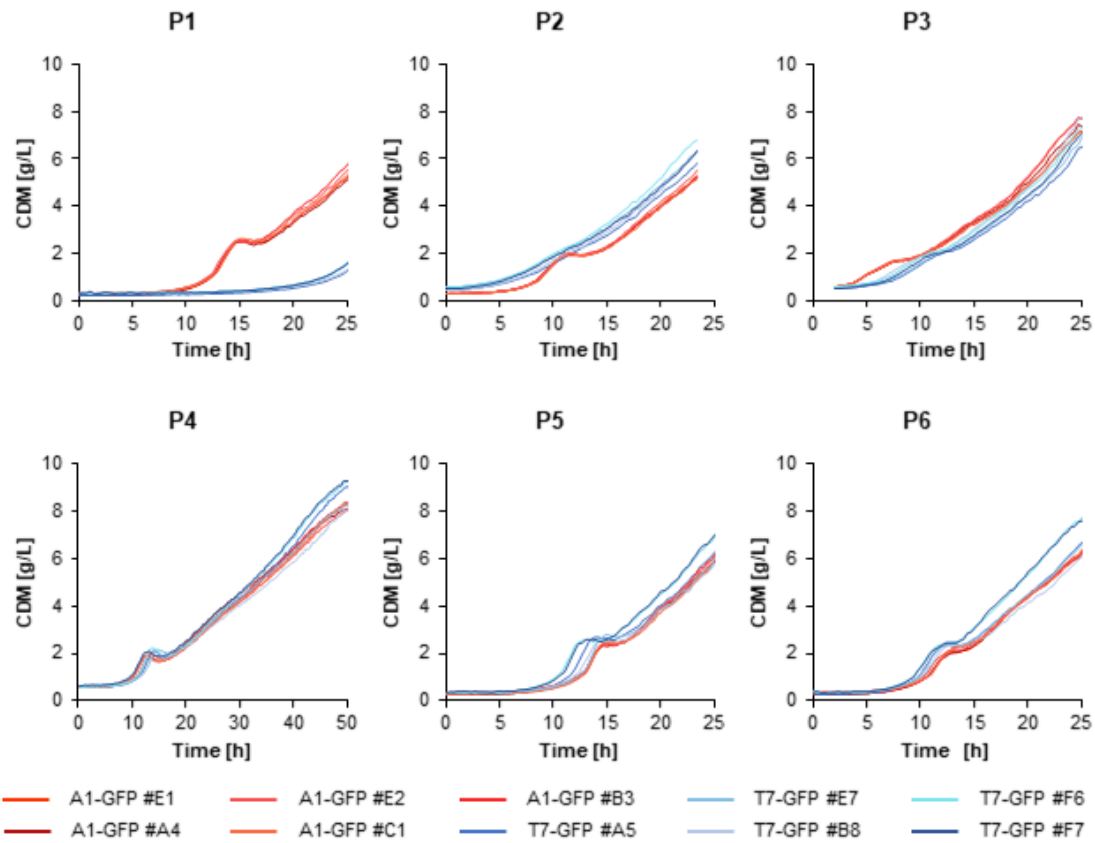 P1 P2 P3
10 10 10
8 8 8
6 6 6
4 4 4
2 2 2
0 0 0
CDM [g/L] CDM [g/L] CDM [g/L]
0 5 10 15 20 25 0 5 10 15 20 25 0 5 10 15 20 25
Time [h] Time [h] Time [h]
P4 P5 P6
10 10 10
8 8 8
6 6 6
4 4 4
2 2 2
0 0 0
CDM [g/L] CDM [g/L] CDM [g/L]
0 10 20 30 40 50 0 5 10 15 20 25 0 5 10 15 20 25
Time [h] Time [h] Time [h]
A1-GFP #E1 A1-GFP #E2 A1-GFP #B3 T7-GFP #E7 T7-GFP #F6
A1-GFP #A4 A1-GFP #C1 T7-GFP #A5 T7-GFP #B8 T7-GFP #F7